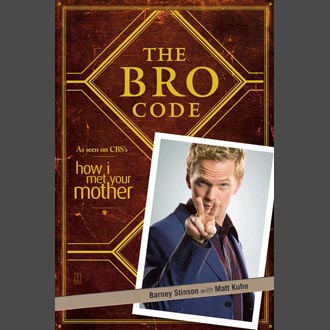 THE
BRO
CODE
As seen on CBS's
how i
met your
mother
Barney Stinson with Matt Kuhn